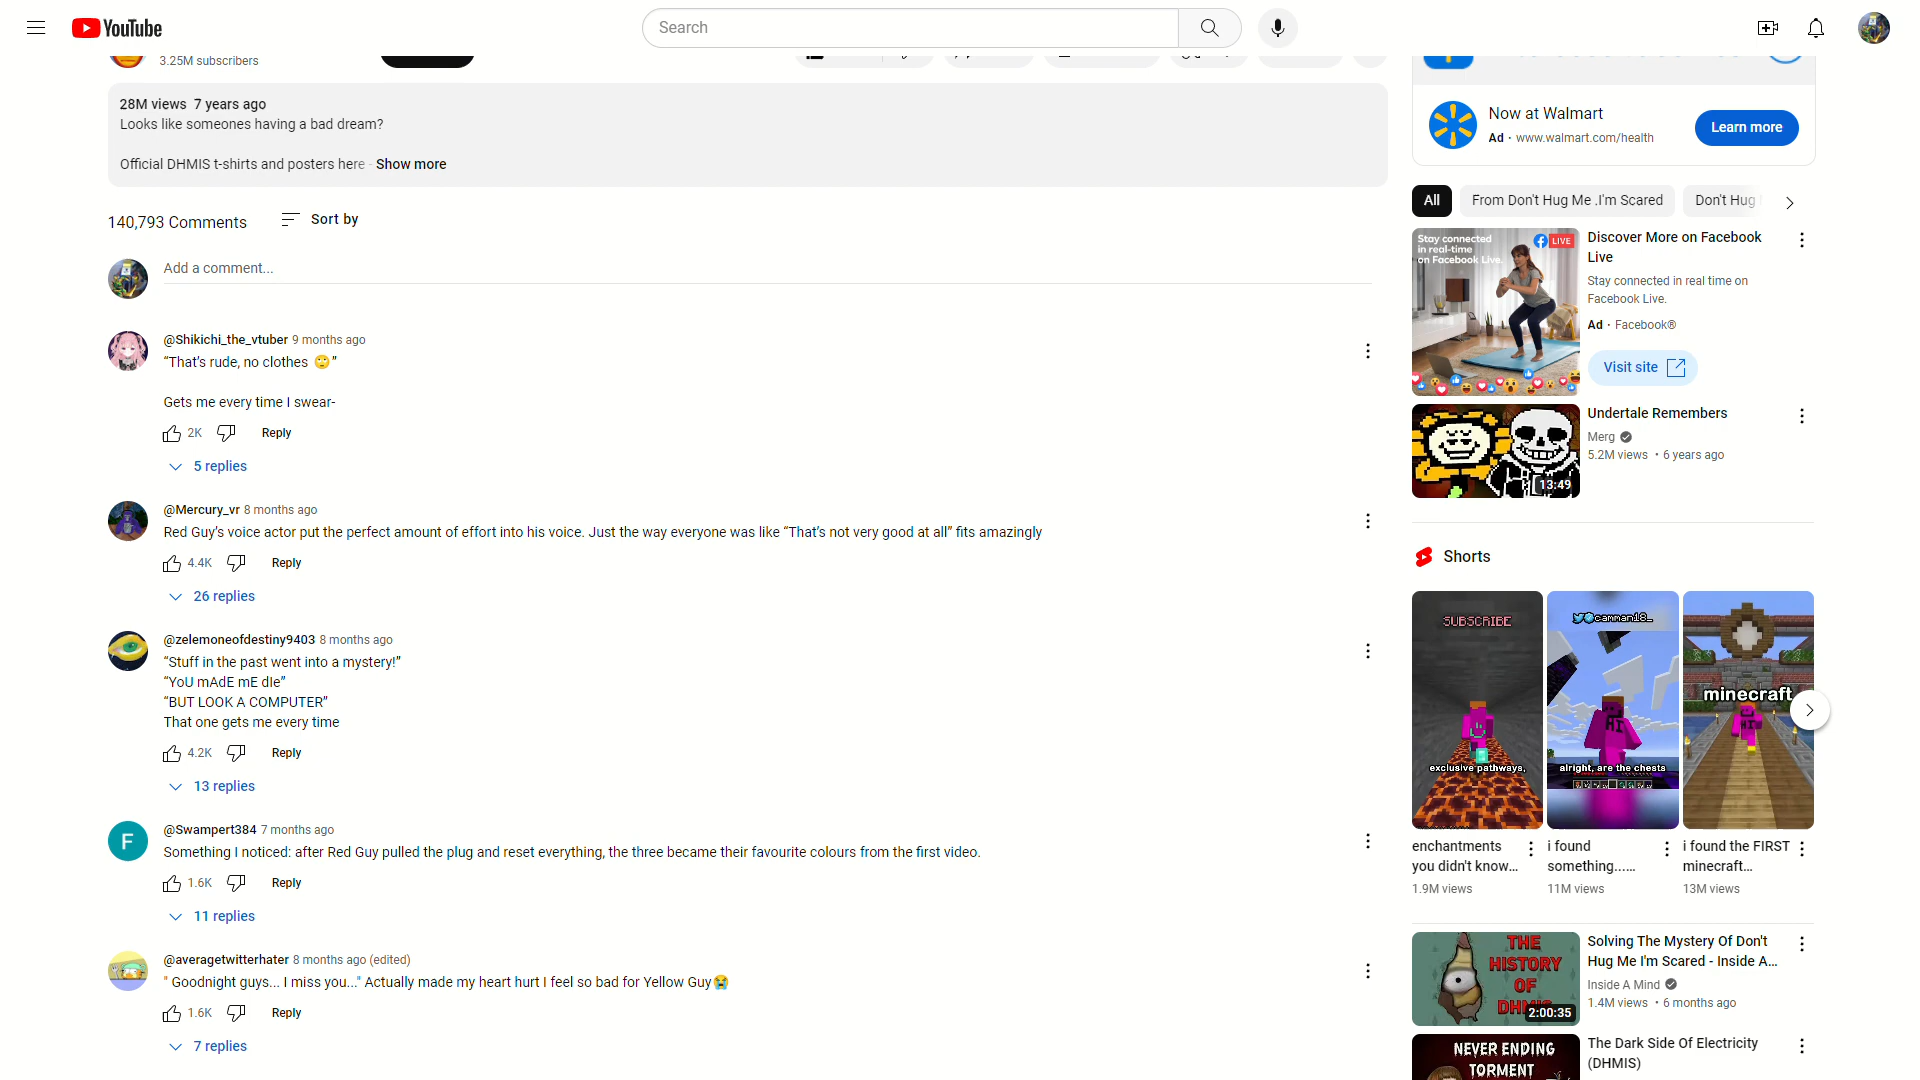 YouTube
Search
3.25M subscribers
28M views 7 years ago
Looks like someones having a bad dream?
Official DHMIS t-shirts and posters here - Show more
140,793 Comments
Sort by
Add a comment...
@Shikichi_the_vtuber 9 months ago
“That’s rude, no clothes 🙄”
Gets me every time I swear-
2K
Reply
5 replies
@Mercury_vr 8 months ago
Red Guy’s voice actor put the perfect amount of effort into his voice. Just the way everyone was like “That’s not very good at all” fits amazingly
4.4K
Reply
26 replies
@zelemoneofdestiny9403 8 months ago
“Stuff in the past went into a mystery!”
“YoU mAdE mE dIe”
“BUT LOOK A COMPUTER”
That one gets me every time
4.2K
Reply
13 replies
F
@Swampert384 7 months ago
Something I noticed: after Red Guy pulled the plug and reset everything, the three became their favourite colours from the first video.
1.6K
Reply
11 replies
@averagetwitterhater 8 months ago (edited)
" Goodnight guys... I miss you..." Actually made my heart hurt I feel so bad for Yellow Guy😭
1.6K
Reply
7 replies
Now at Walmart
Ad · www.walmart.com/health
Learn more
All
From Don't Hug Me .I'm Scared
Don't Hug
Stay connected
in real-time
on Facebook Live.
LIVE
Discover More on Facebook
Live
Stay connected in real time on
Facebook Live.
Ad · Facebook®
Visit site
13:49
Undertale Remembers
Merg
5.2M views • 6 years ago
Shorts
SUBSCRIBE
exclusive pathways,
@camman18_
HI
alright, are the chests
minecraft
HI
enchantments
you didn't know...
1.9M views
i found
something......
11M views
i found the FIRST
minecraft...
13M views
THE
HISTORY
OF
DHMIS
2:00:35
Solving The Mystery Of Don't
Hug Me I'm Scared - Inside A...
Inside A Mind
1.4M views • 6 months ago
NEVER ENDING
TORMENT
The Dark Side Of Electricity
(DHMIS)